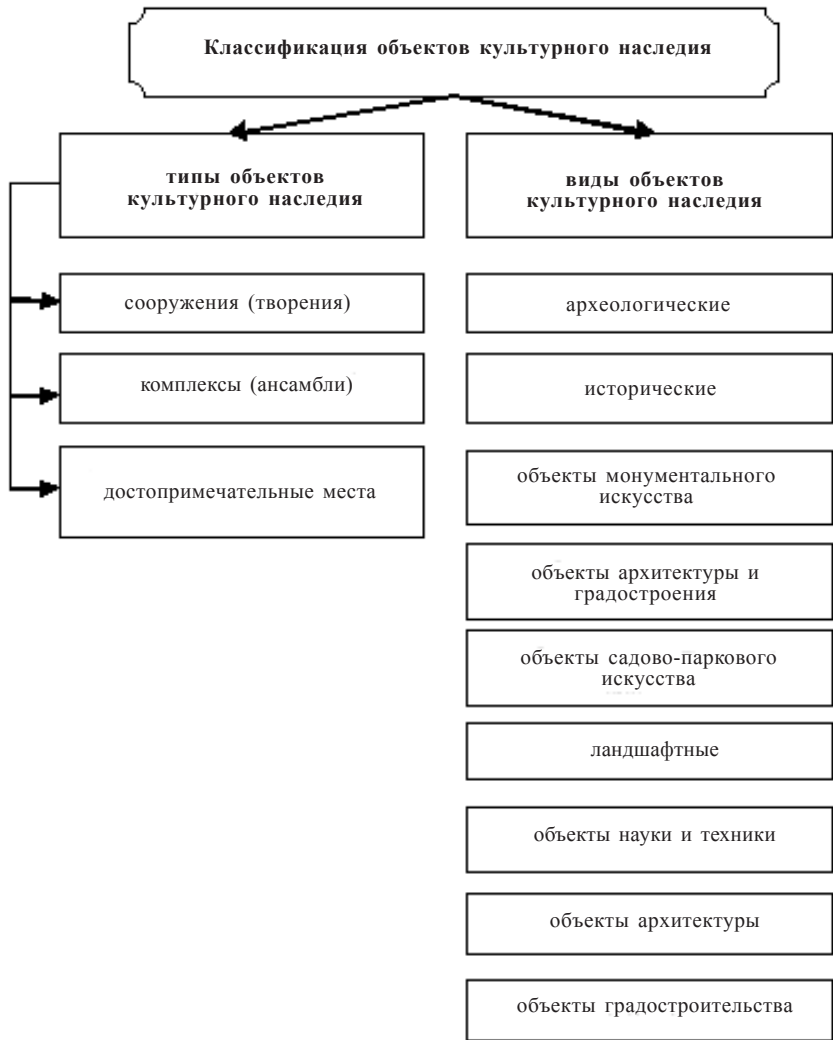 Классификация объектов культурного наследия
типы объектов
культурного наследия
сооружения (творения)
комплексы (ансамбли)
достопримечательные места
виды объектов
культурного наследия
археологические
исторические
объекты монументального
искусства
объекты архитектуры и
градостроения
объекты садово-паркового
искусства
ландшафтные
объекты науки и техники
объекты архитектуры
объекты градостроительства